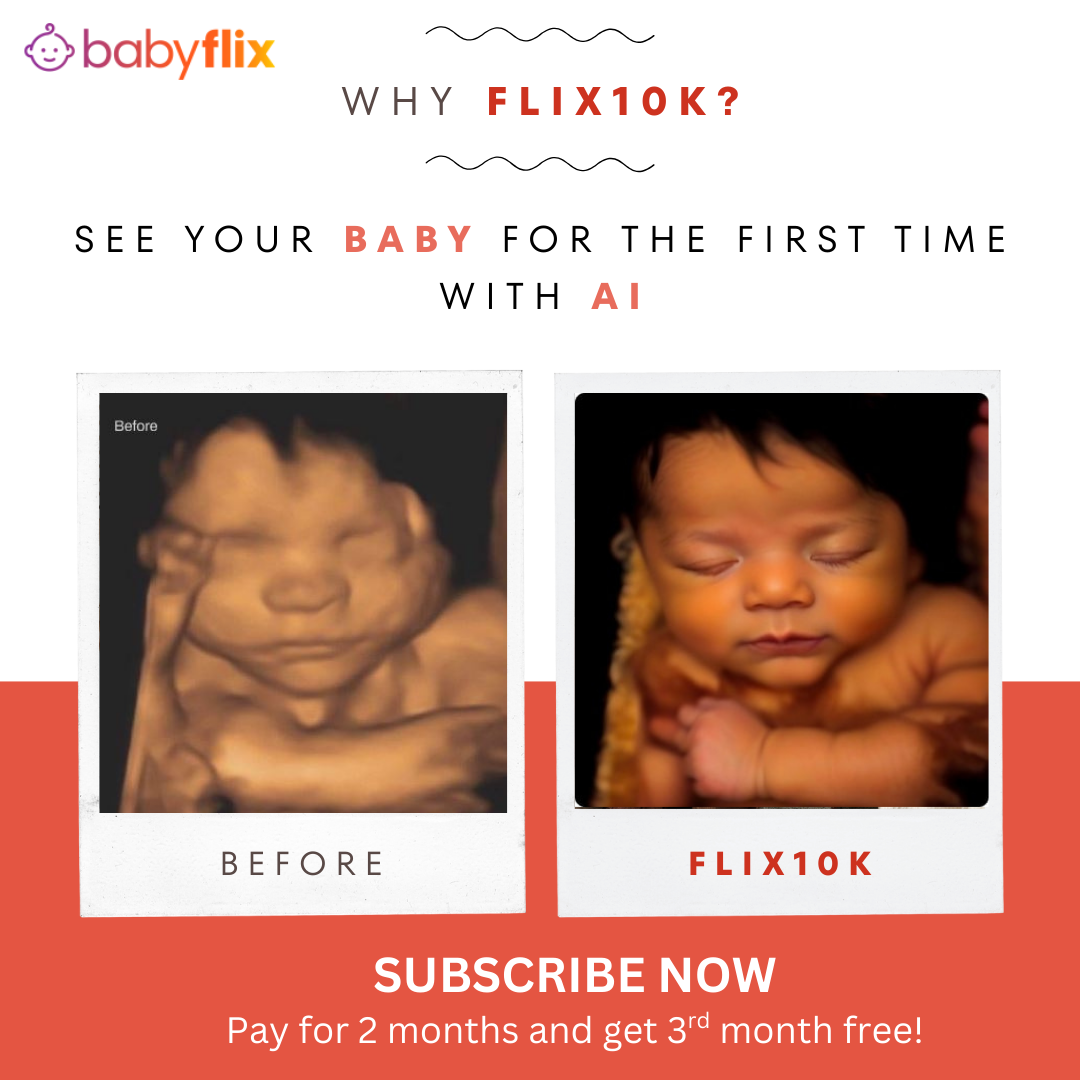 babyflix
WHY FLIX10K?
SEE YOUR BABY FOR THE FIRST TIME
WITH AI
Before
BEFORE
FLIX10K
SUBSCRIBE NOW
Pay for 2 months and get 3rd month free!